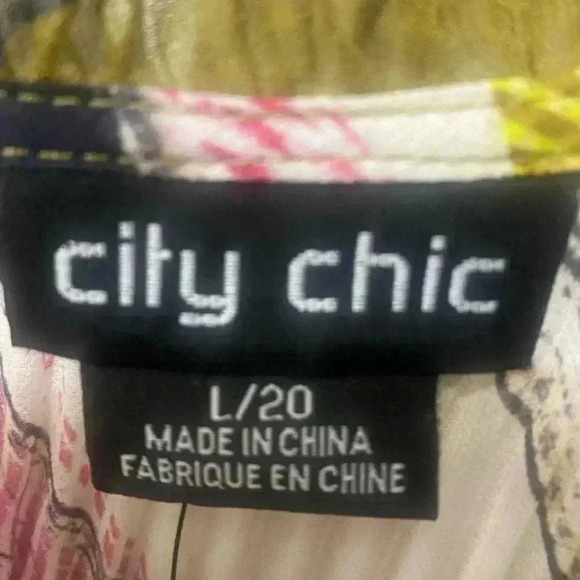 city chic
L/20
MADE IN CHINA
FABRIQUE EN CHINE